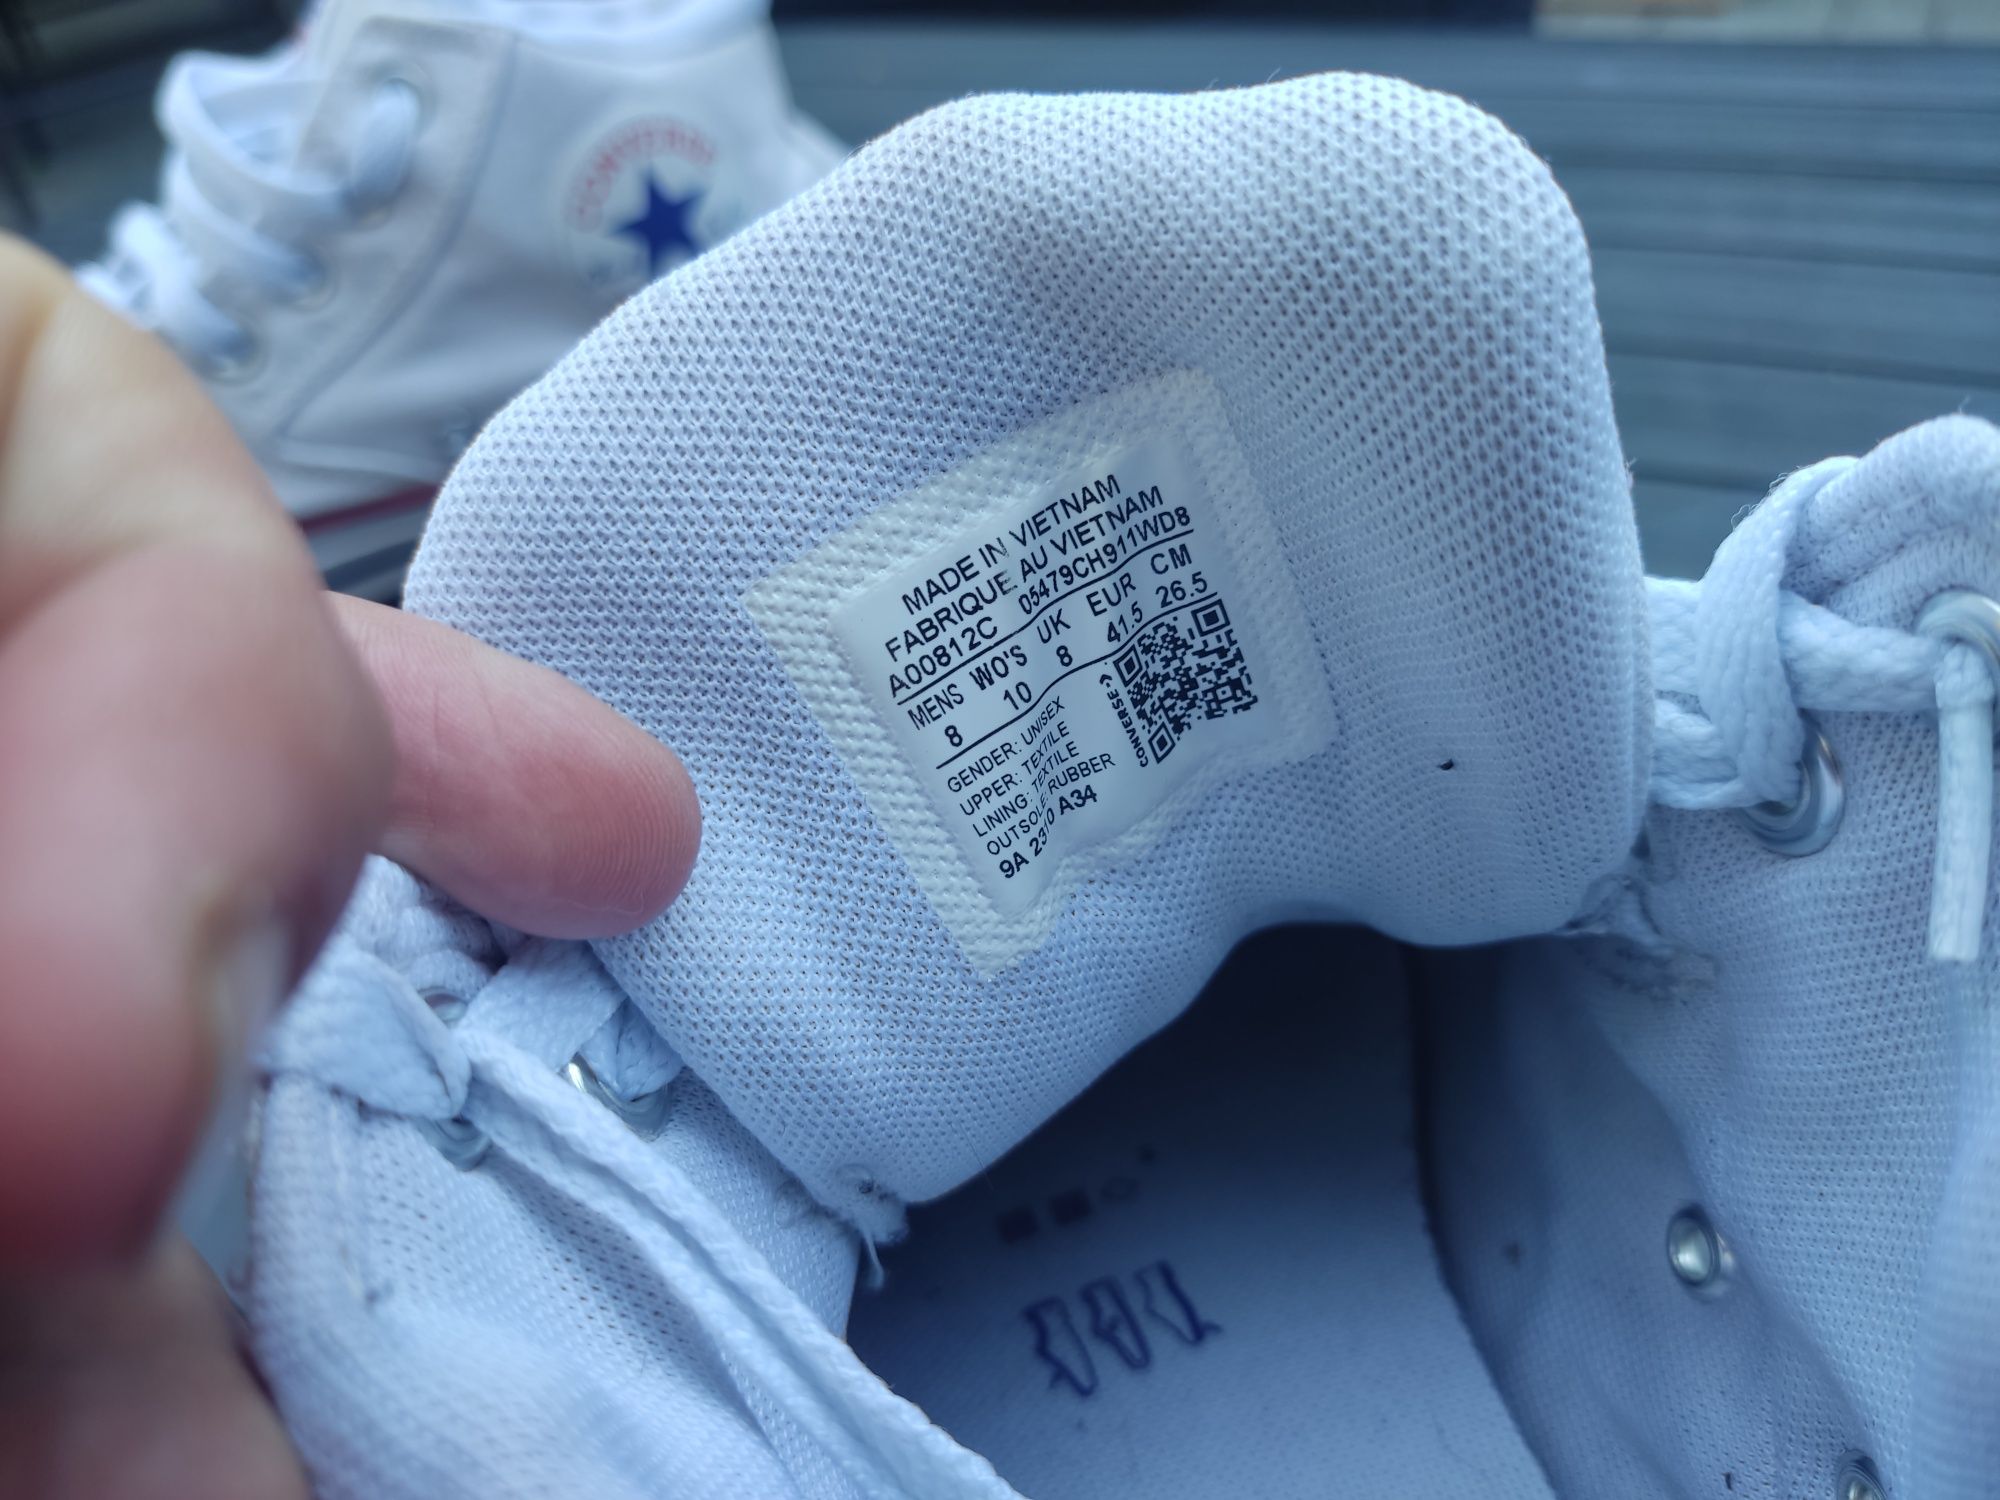 CONVERSE
MADE IN VIETNAM
FABRIQUE AU VIETNAM
A00812C 05479CH911WD8
MENS WO'S UK EUR CM
8 10 8 41.5 26.5
GENDER: UNISEX
UPPER: TEXTILE
LINING: TEXTILE
OUTSOLE: RUBBER
9A 2310 A34
CONVERSE